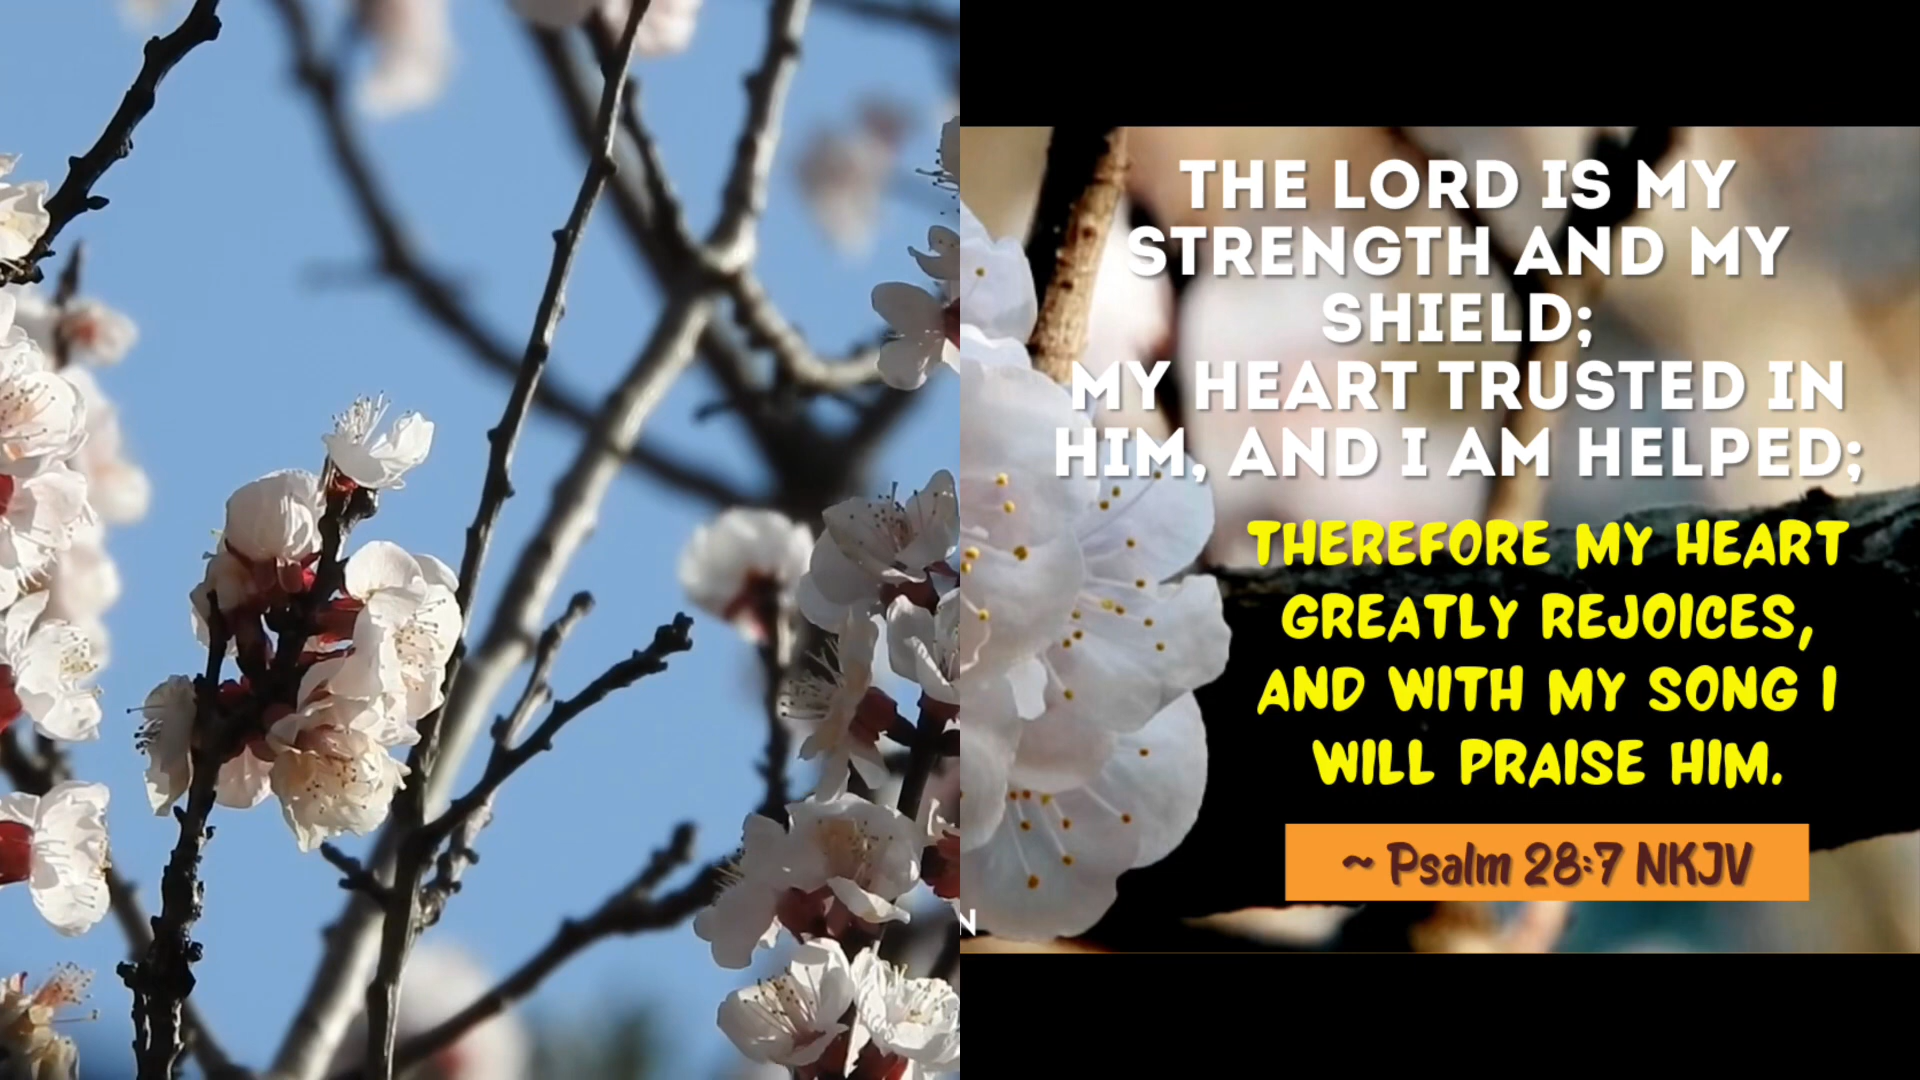 THE LORD IS MY
STRENGTH AND MY
SHIELD;
MY HEART TRUSTED IN
HIM, AND I AM HELPED;
THEREFORE MY HEART
GREATLY REJOICES,
AND WITH MY SONG I
WILL PRAISE HIM.
~ Psalm 28:7 NKJV
N